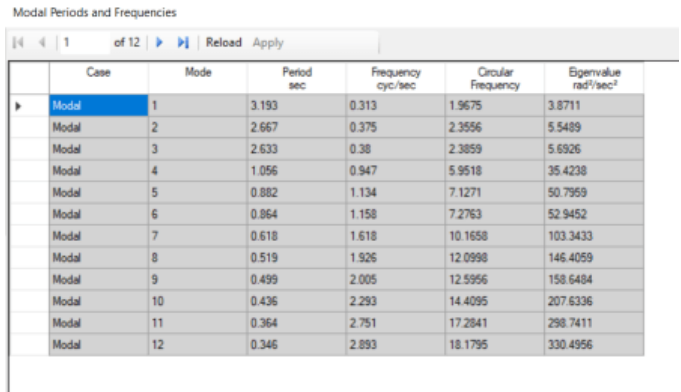 Modal Periods and Frequencies
1 of 12 Reload Apply
Case Mode Period sec Frequency cyc/sec Circular Frequency Eigenvalue rad²/sec²
Modal 1 3.193 0.313 1.9675 3.8711
Modal 2 2.667 0.375 2.3556 5.5489
Modal 3 2.633 0.38 2.3859 5.6926
Modal 4 1.056 0.947 5.9518 35.4238
Modal 5 0.882 1.134 7.1271 50.7959
Modal 6 0.864 1.158 7.2763 52.9452
Modal 7 0.618 1.618 10.1658 103.3433
Modal 8 0.519 1.926 12.0998 146.4059
Modal 9 0.499 2.005 12.5956 158.6484
Modal 10 0.436 2.293 14.4095 207.6336
Modal 11 0.364 2.751 17.2841 298.7411
Modal 12 0.346 2.893 18.1795 330.4956